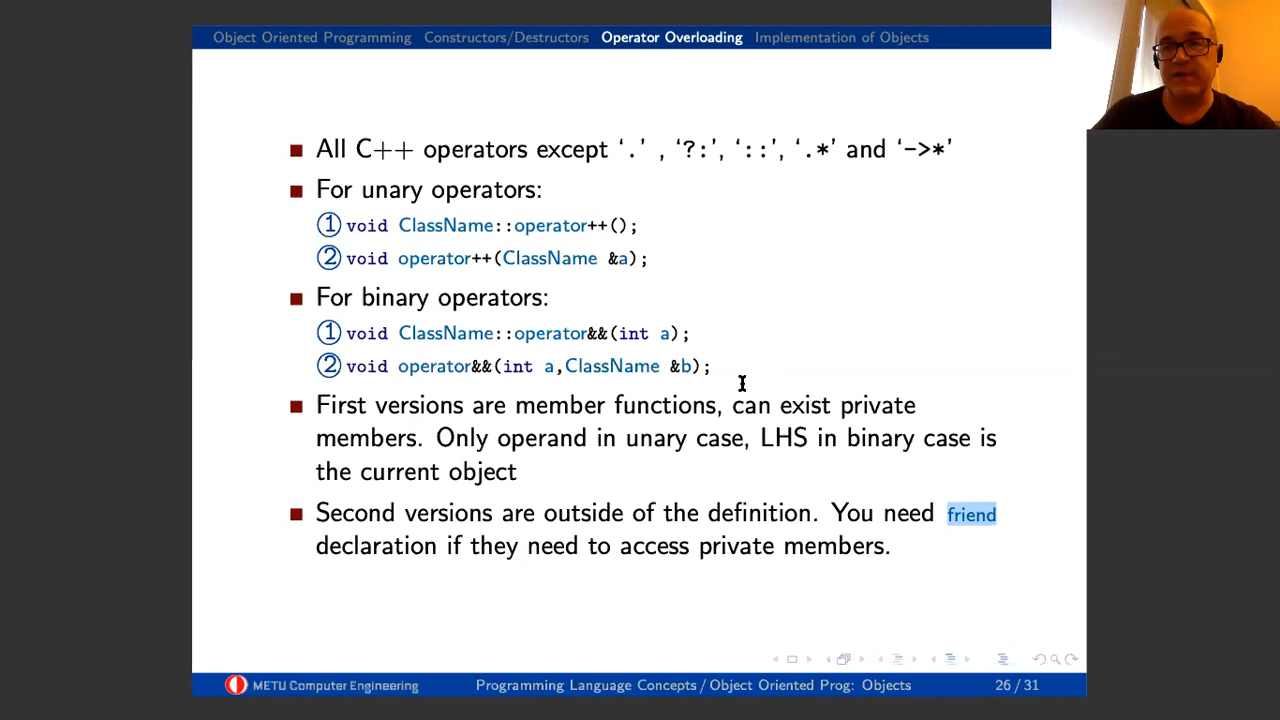 Object Oriented Programming Constructors/Destructors Operator Overloading Implementation of Objects
All C++ operators except ‘.’ , ‘?:’, ‘::’, ‘.*’ and ‘->*’
For unary operators:
1 void ClassName::operator++();
2 void operator++(ClassName &a);
For binary operators:
1 void ClassName::operator&&(int a);
2 void operator&&(int a,ClassName &b);
First versions are member functions, can exist private
members. Only operand in unary case, LHS in binary case is
the current object
Second versions are outside of the definition. You need friend
declaration if they need to access private members.
METU Computer Engineering Programming Language Concepts / Object Oriented Prog: Objects 26 / 31